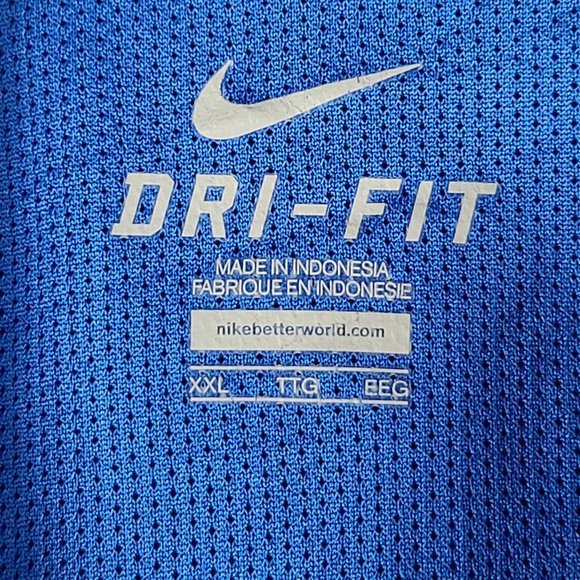 DRI-FIT
MADE IN INDONESIA
FABRIQUE EN INDONESIE
nikebetterworld.com
XXL TTG EEG